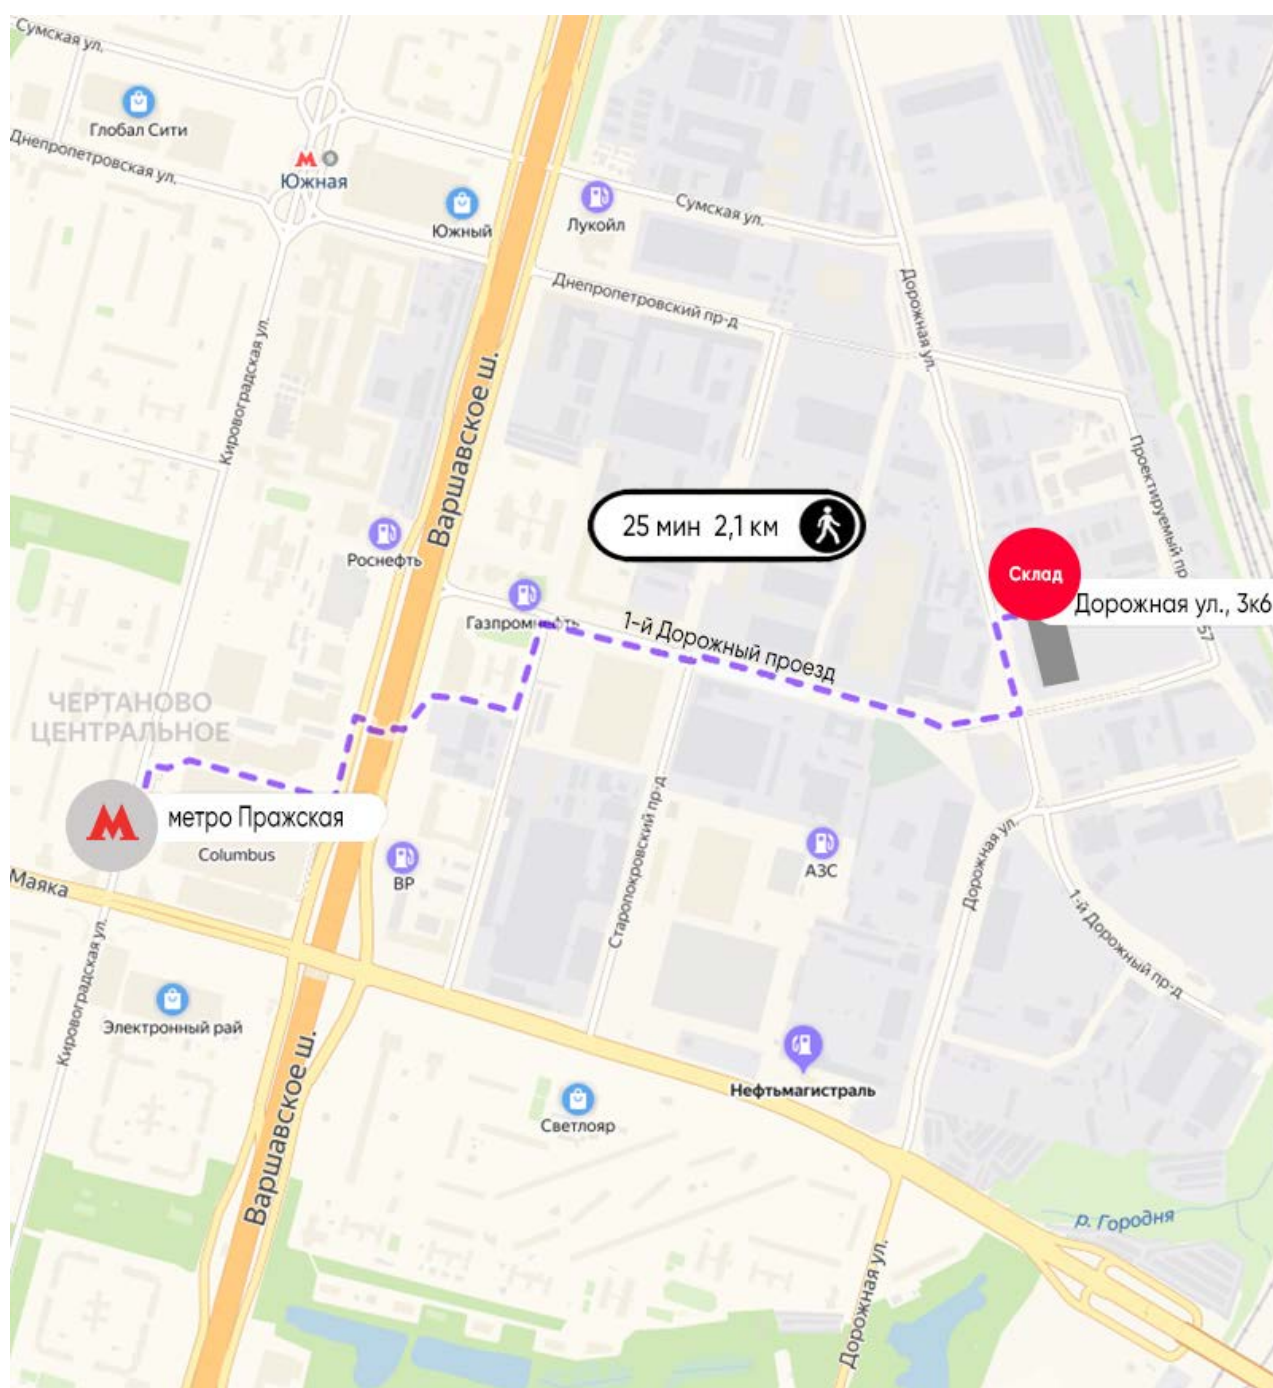 Сумская ул.
Глобал Сити
Днепропетровская ул.
Южная
Южный
Лукойл
Сумская ул.
Днепропетровский пр-д
Дорожная ул.
Кировоградская ул.
Варшавское ш.
Проектируемый пр
57
25 мин 2,1 км
Роснефть
Склад
Дорожная ул., 3к6
Газпромнефть
1-й Дорожный проезд
ЧЕРТАНОВО
ЦЕНТРАЛЬНОЕ
М
метро Пражская
Columbus
BP
АЗС
Старопокровский пр-д
Дорожная ул.
1-й Дорожный пр-д
Маяка
Кировоградская ул.
Электронный рай
Варшавское ш.
Нефтьмагистраль
Светлояр
р. Городня
Дорожная ул.